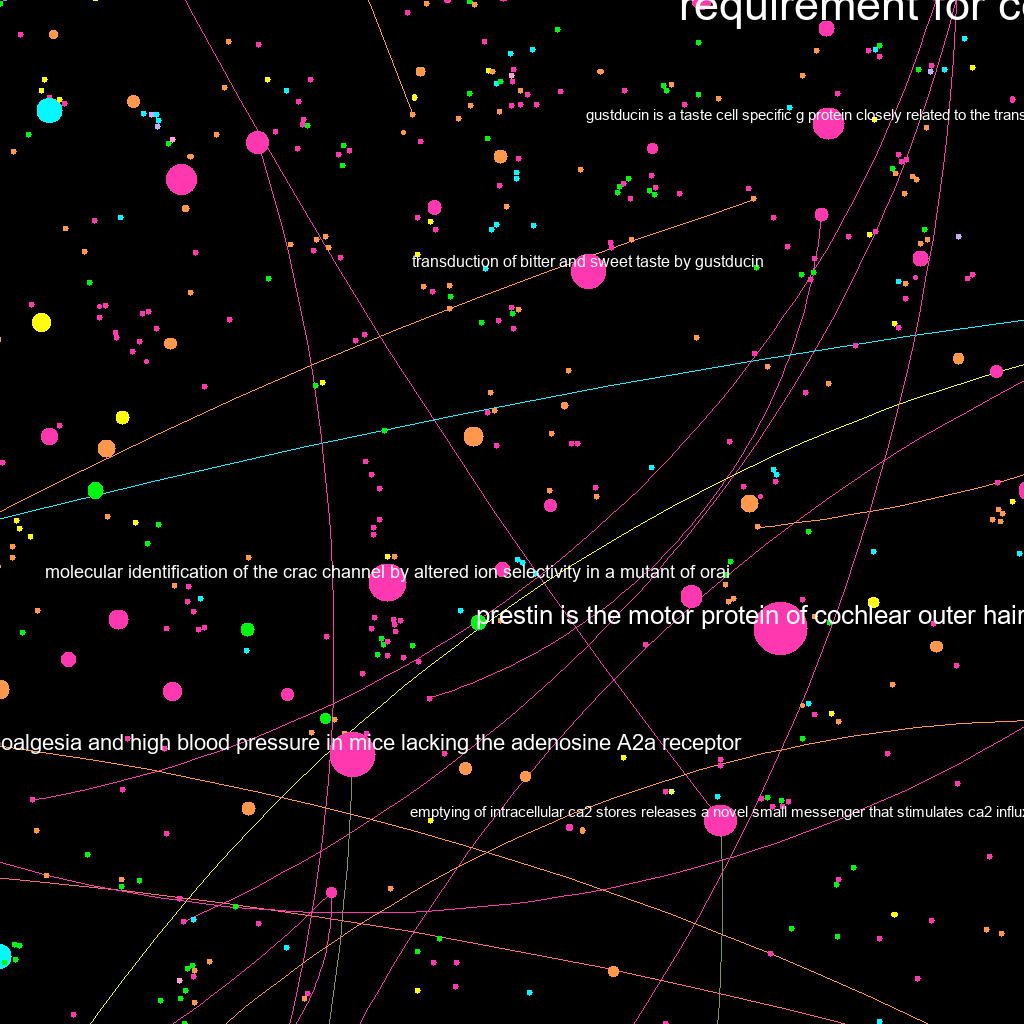 requirement for
gustducin is a taste cell specific g protein closely related to the
transduction of bitter and sweet taste by gustducin
molecular identification of the crac channel by altered ion selectivity in a mutant of orai
prestin is the motor protein of cochlear outer hair
oalgesia and high blood pressure in mice lacking the adenosine A2a receptor
emptying of intracellular ca2 stores releases a novel small messenger that stimulates ca2 influ